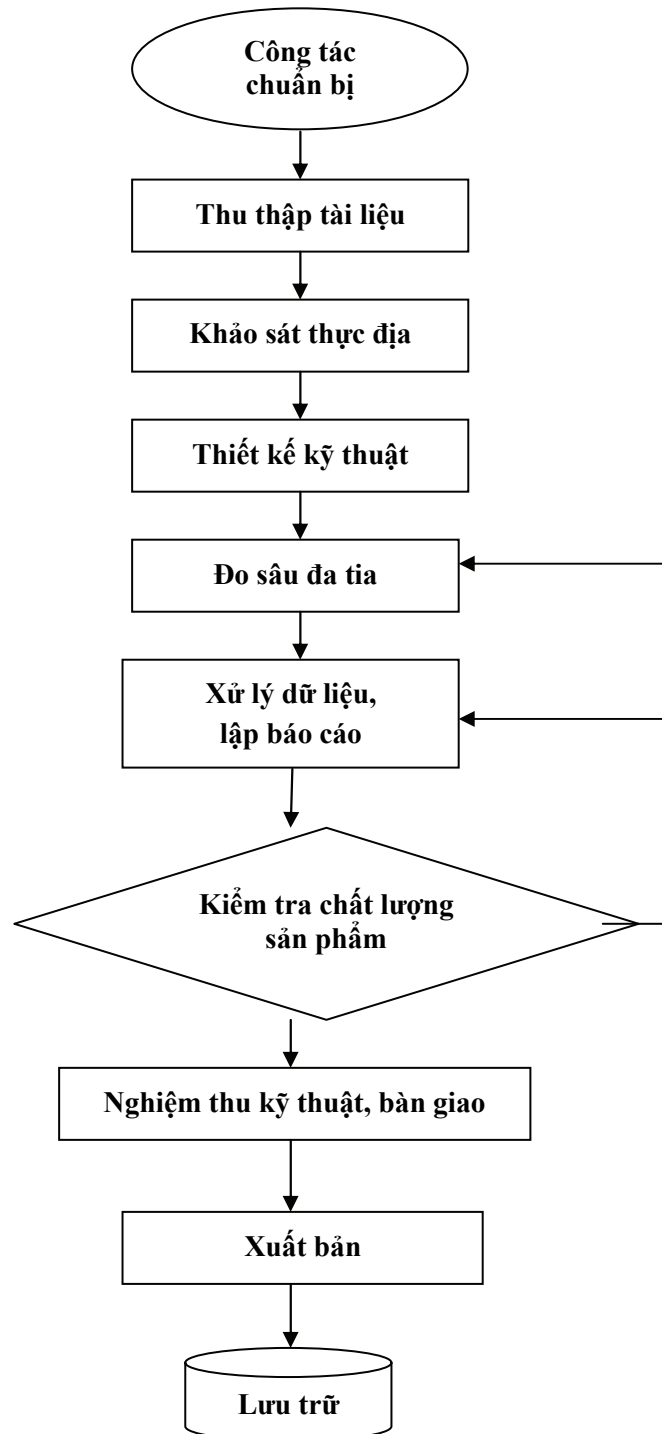 Công tác
chuẩn bị
Thu thập tài liệu
Khảo sát thực địa
Thiết kế kỹ thuật
Đo sâu đa tia
Xử lý dữ liệu,
lập báo cáo
Kiểm tra chất lượng
sản phẩm
Nghiệm thu kỹ thuật, bàn giao
Xuất bản
Lưu trữ